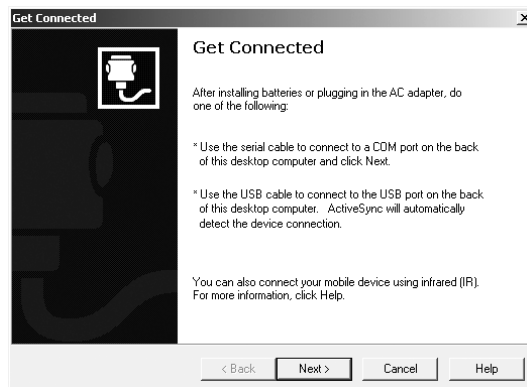 Get Connected
Get Connected
After installing batteries or plugging in the AC adapter, do
one of the following:
* Use the serial cable to connect to a COM port on the back
of this desktop computer and click Next.
* Use the USB cable to connect to the USB port on the back
of this desktop computer. ActiveSync will automatically
detect the device connection.
You can also connect your mobile device using infrared (IR).
For more information, click Help.
< Back Next > Cancel Help